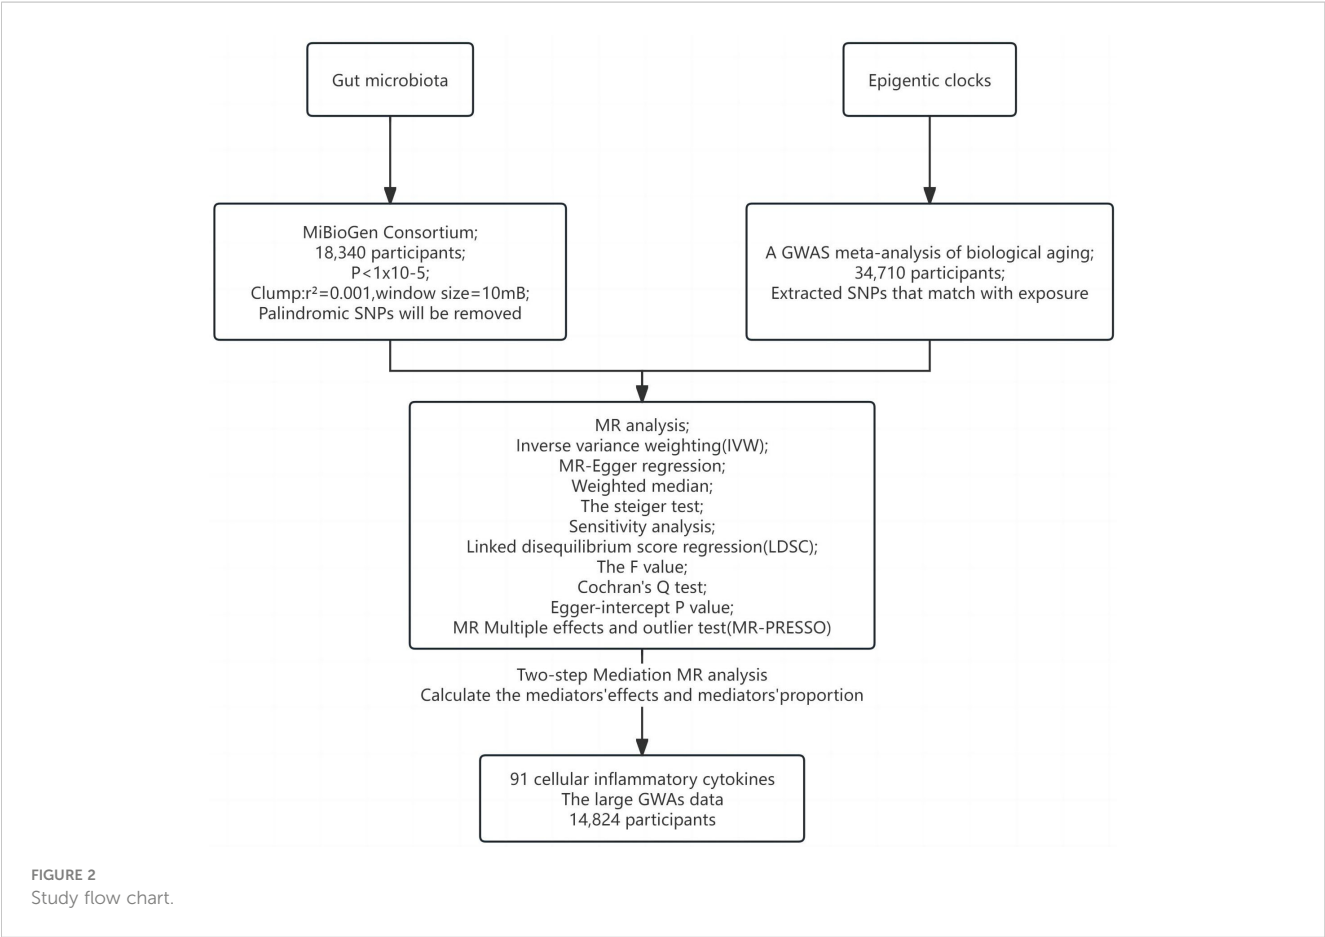 Gut microbiota
Epigentic clocks
MiBioGen Consortium;
18,340 participants;
P<1x10-5;
Clump:r²=0.001,window size=10mB;
Palindromic SNPs will be removed
A GWAS meta-analysis of biological aging;
34,710 participants;
Extracted SNPs that match with exposure
MR analysis;
Inverse variance weighting(IVW);
MR-Egger regression;
Weighted median;
The steiger test;
Sensitivity analysis;
Linked disequilibrium score regression(LDSC);
The F value;
Cochran's Q test;
Egger-intercept P value;
MR Multiple effects and outlier test(MR-PRESSO)
Two-step Mediation MR analysis
Calculate the mediators'effects and mediators'proportion
91 cellular inflammatory cytokines
The large GWAs data
14,824 participants
FIGURE 2
Study flow chart.